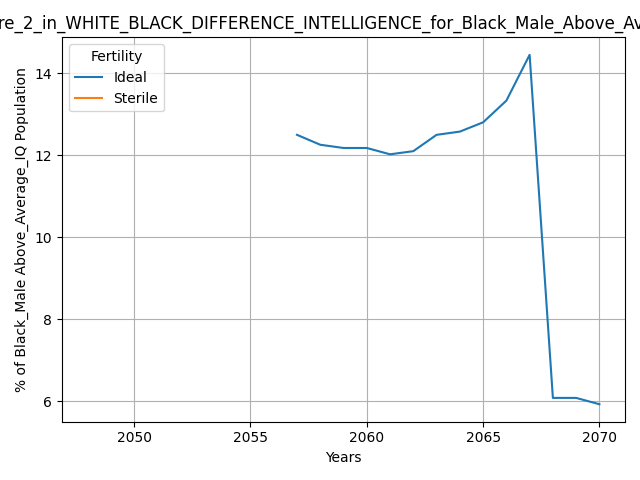 re_2_in_WHITE_BLACK_DIFFERENCE_INTELLIGENCE_for_Black_Male_Above_Av
Fertility
Ideal
Sterile
% of Black_Male Above_Average_IQ Population
14
12
10
8
6
2050 2055 2060 2065 2070
Years